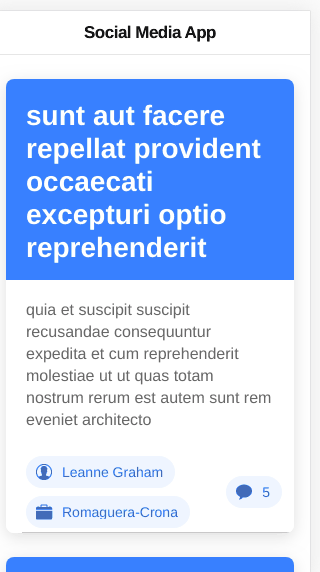 Social Media App
sunt aut facere
repellat provident
occaecati
excepturi optio
reprehenderit
quia et suscipit suscipit
recusandae consequuntur
expedita et cum reprehenderit
molestiae ut ut quas totam
nostrum rerum est autem sunt rem
eveniet architecto
Leanne Graham
5
Romaguera-Crona